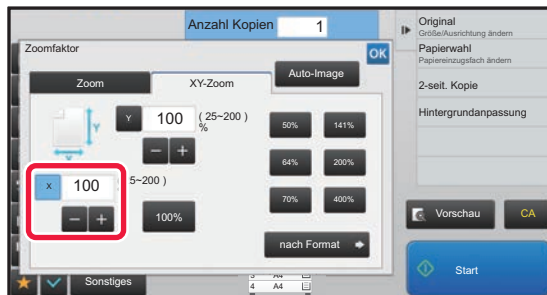 Anzahl Kopien 1
Zoomfaktor
OK
Zoom
XY-Zoom
Auto-Image
Y
100
( 25~200 )
%
50%
141%
64%
200%
70%
400%
Y
X
100
5~200 )
100%
nach Format
Sonstiges
A4
4 A4
Original
Größe/Ausrichtung ändern
Papierwahl
Papiereinzugsfach ändern
2-seit. Kopie
Hintergrundanpassung
Vorschau
CA
Start